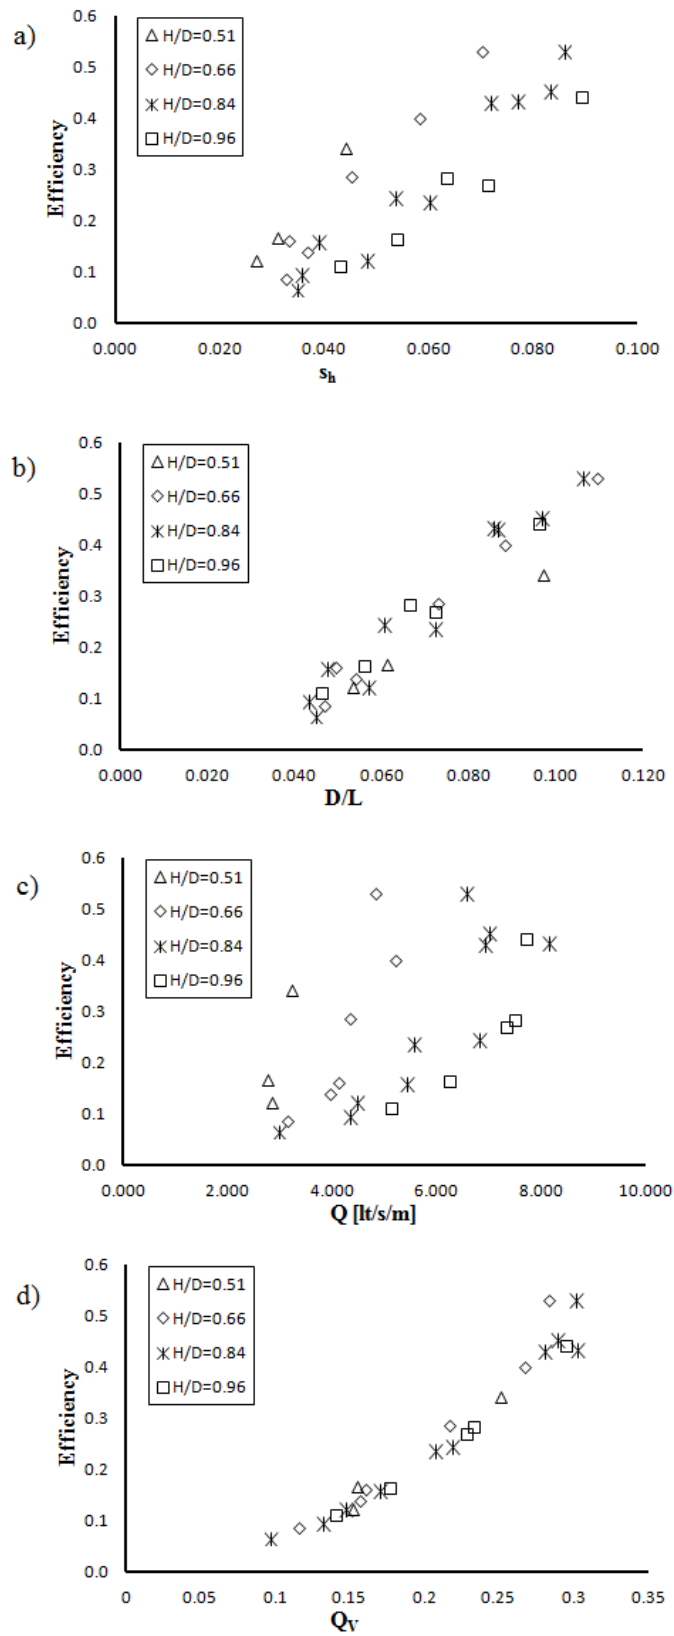 a)
0.6
0.5
0.4
0.3
0.2
0.1
0.0
Efficiency
H/D=0.51
H/D=0.66
H/D=0.84
H/D=0.96
0.000 0.020 0.040 0.060 0.080 0.100
sh
b)
0.6
0.5
0.4
0.3
0.2
0.1
0.0
Efficiency
H/D=0.51
H/D=0.66
H/D=0.84
H/D=0.96
0.000 0.020 0.040 0.060 0.080 0.100 0.120
D/L
c)
0.6
0.5
0.4
0.3
0.2
0.1
0.0
Efficiency
H/D=0.51
H/D=0.66
H/D=0.84
H/D=0.96
0.000 2.000 4.000 6.000 8.000 10.000
Q [lt/s/m]
d)
0.6
0.5
0.4
0.3
0.2
0.1
0.0
Efficiency
H/D=0.51
H/D=0.66
H/D=0.84
H/D=0.96
0 0.05 0.1 0.15 0.2 0.25 0.3 0.35
QV